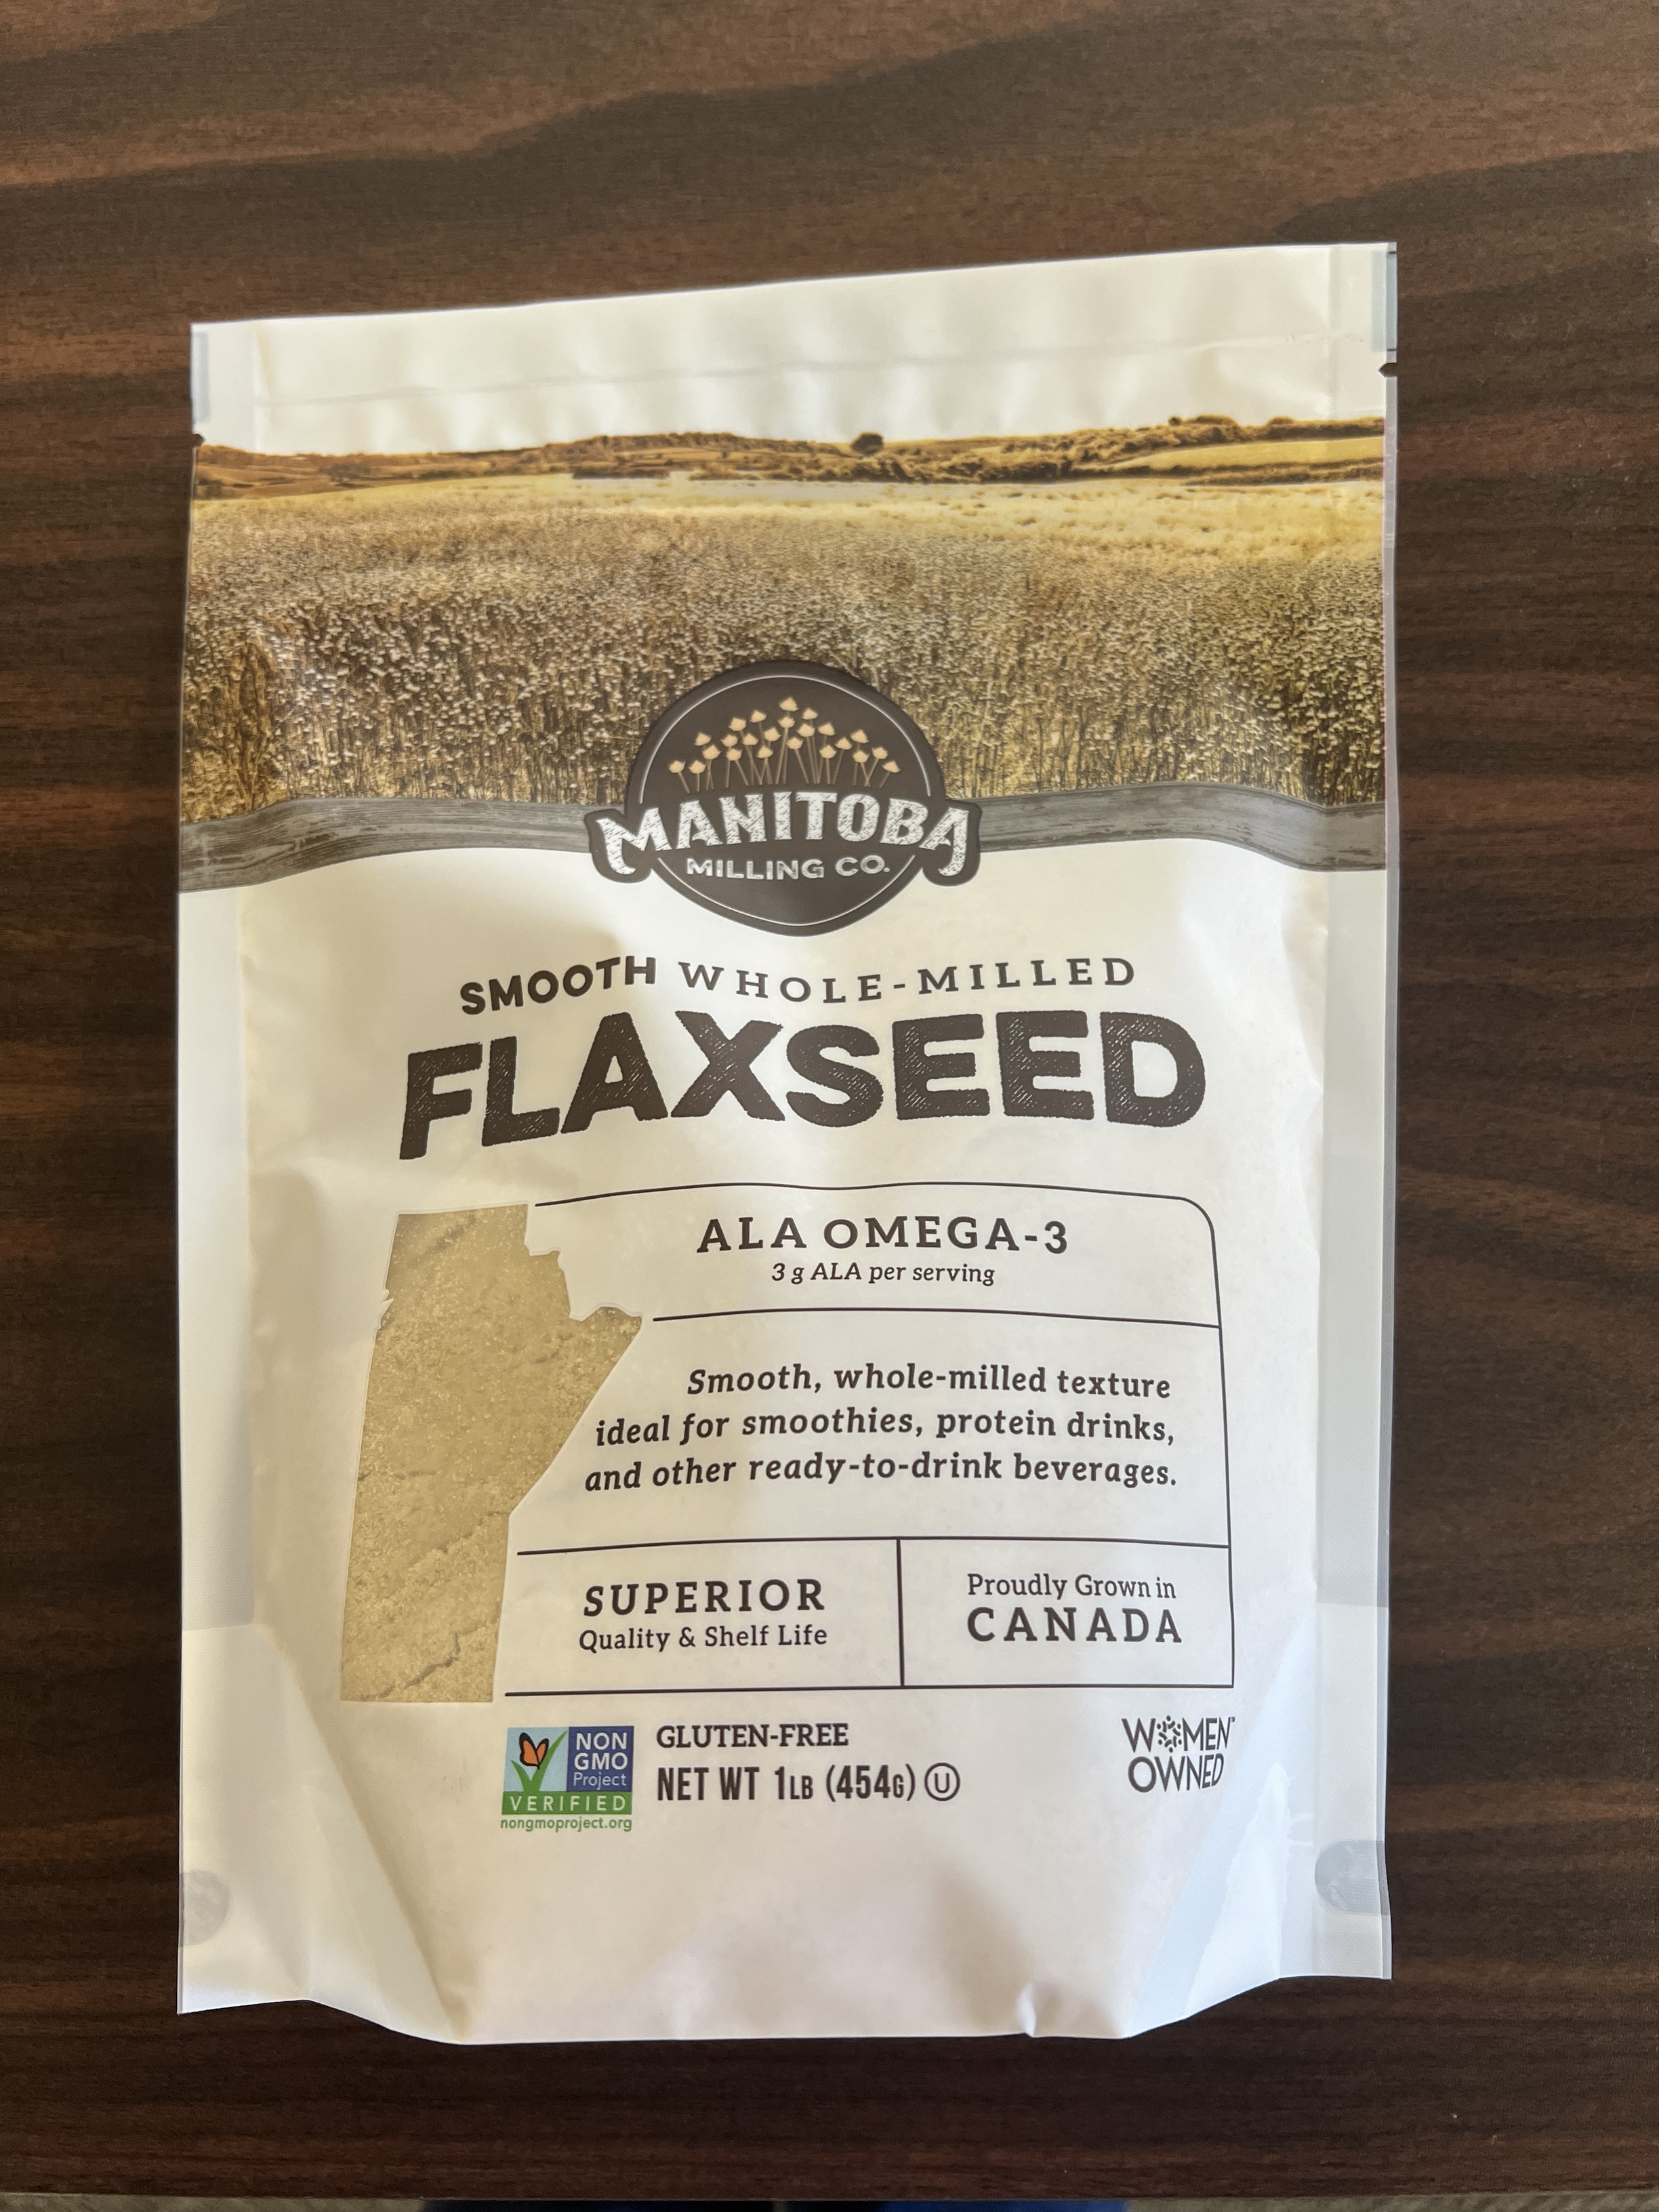 MANITOBA
MILLING CO.
SMOOTH WHOLE-MILLED
FLAXSEED
ALA OMEGA-3
3 g ALA per serving
Smooth, whole-milled texture
ideal for smoothies, protein drinks,
and other ready-to-drink beverages.
SUPERIOR
Quality & Shelf Life
Proudly Grown in
CANADA
NON
GMO
Project
VERIFIED
nongmoproject.org
GLUTEN-FREE
NET WT 1LB (454G) U
WOMEN™
OWNED